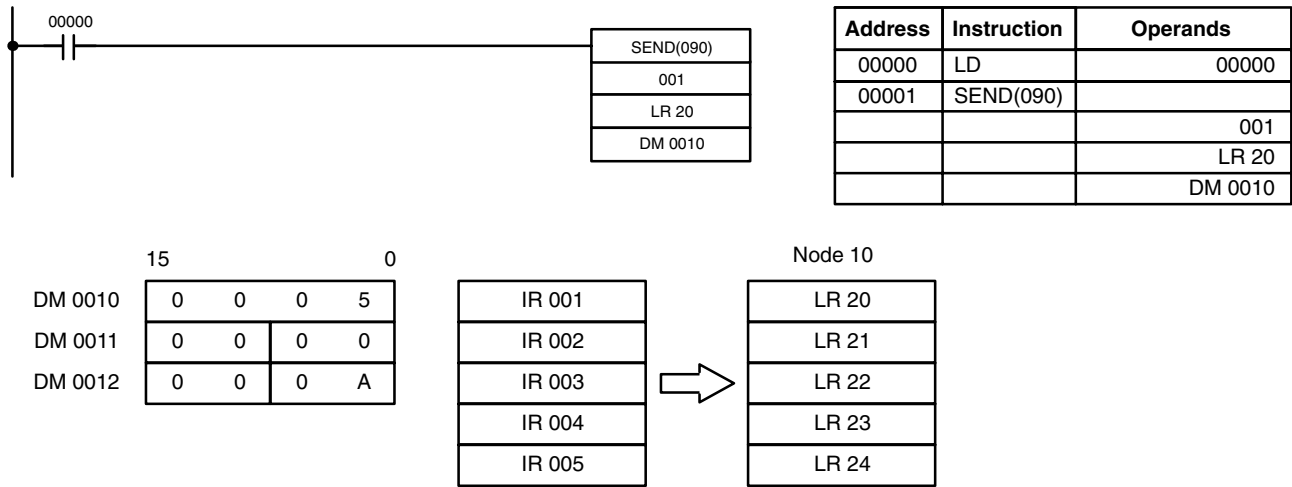 00000
SEND(090)
001
LR 20
DM 0010
Address Instruction Operands
00000 LD 00000
00001 SEND(090)
001
LR 20
DM 0010
15 0
DM 0010 0 0 0 5
DM 0011 0 0 0 0
DM 0012 0 0 0 A
IR 001
IR 002
IR 003
IR 004
IR 005
Node 10
LR 20
LR 21
LR 22
LR 23
LR 24